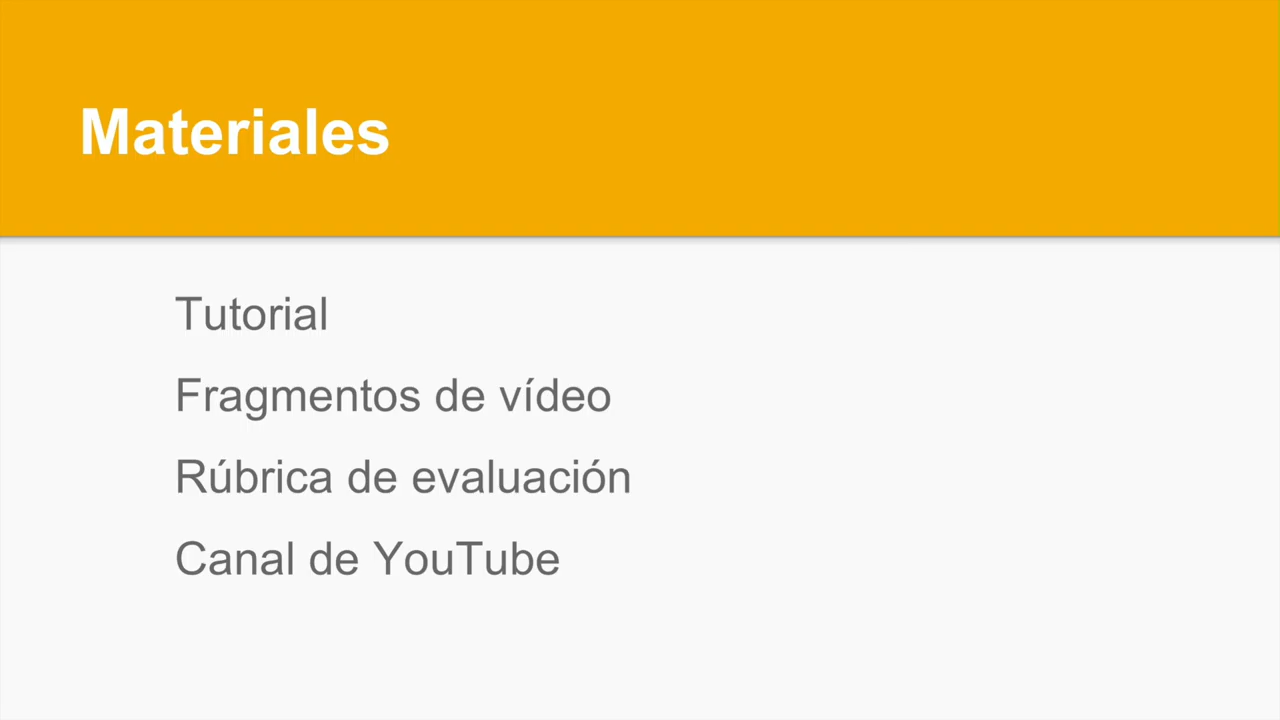 Materiales
Tutorial
Fragmentos de vídeo
Rúbrica de evaluación
Canal de YouTube